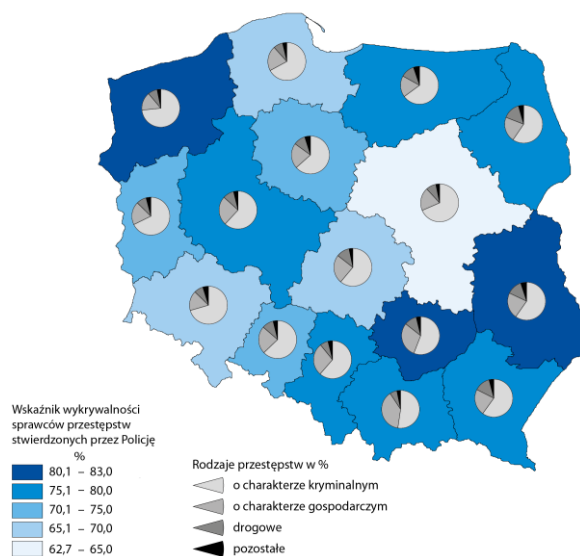 Wskaźnik wykrywalności
sprawców przestępstw
stwierdzonych przez Policję
%
80,1 – 83,0
75,1 – 80,0
70,1 – 75,0
65,1 – 70,0
62,7 – 65,0
Rodzaje przestępstw w %
o charakterze kryminalnym
o charakterze gospodarczym
drogowe
pozostałe